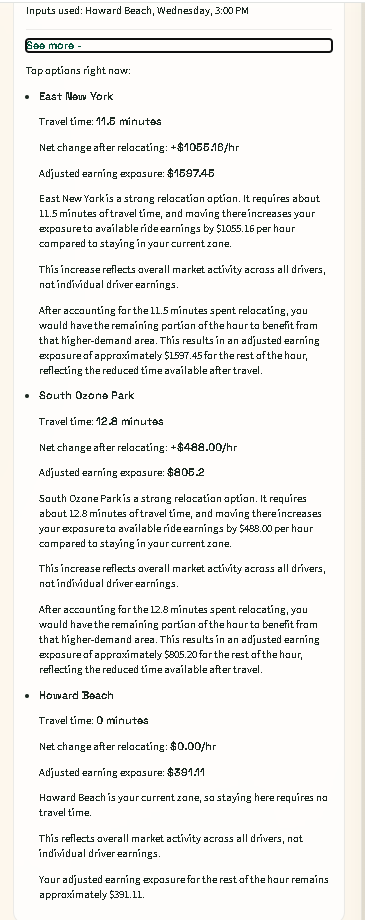 Inputs used: Howard Beach, Wednesday, 3:00 PM
See more -
Top options right now:
• East New York
Travel time: 11.5 minutes
Net change after relocating: +$1055.16/hr
Adjusted earning exposure: $1597.45
East New York is a strong relocation option. It requires about
11.5 minutes of travel time, and moving there increases your
exposure to available ride earnings by $1055.16 per hour
compared to staying in your current zone.
This increase reflects overall market activity across all drivers,
not individual driver earnings.
After accounting for the 11.5 minutes spent relocating, you
would have the remaining portion of the hour to benefit from
that higher-demand area. This results in an adjusted earning
exposure of approximately $1597.45 for the rest of the hour,
reflecting the reduced time available after travel.
• South Ozone Park
Travel time: 12.8 minutes
Net change after relocating: +$488.00/hr
Adjusted earning exposure: $805.2
South Ozone Park is a strong relocation option. It requires
about 12.8 minutes of travel time, and moving there increases
your exposure to available ride earnings by $488.00 per hour
compared to staying in your current zone.
This increase reflects overall market activity across all drivers,
not individual driver earnings.
After accounting for the 12.8 minutes spent relocating, you
would have the remaining portion of the hour to benefit from
that higher-demand area. This results in an adjusted earning
exposure of approximately $805.20 for the rest of the hour,
reflecting the reduced time available after travel.
• Howard Beach
Travel time: 0 minutes
Net change after relocating: $0.00/hr
Adjusted earning exposure: $391.11
Howard Beach is your current zone, so staying here requires no
travel time.
This reflects overall market activity across all drivers, not
individual driver earnings.
Your adjusted earning exposure for the rest of the hour remains
approximately $391.11.